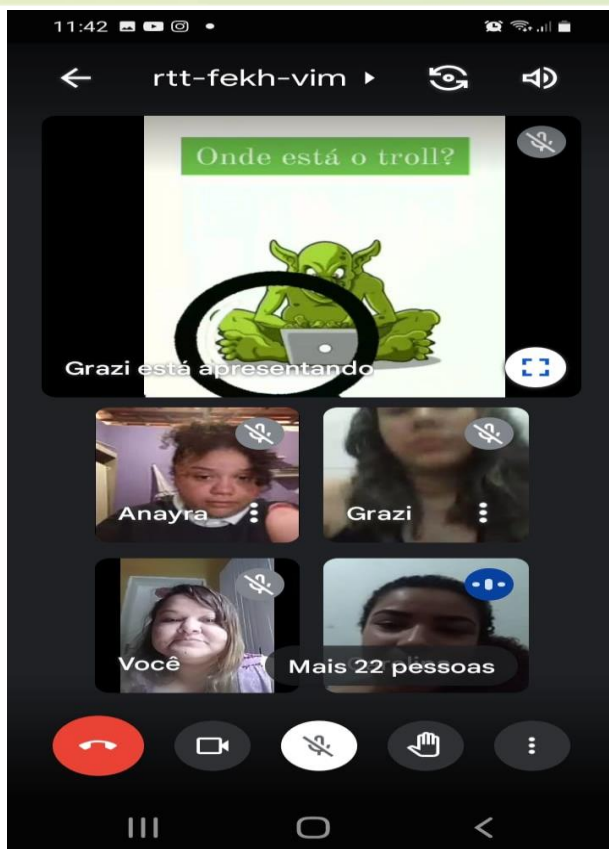 11:42
rtt-fekh-vim
Onde está o troll?
Grazi está apresentando
Anayra
Grazi
Você
Mais 22 pessoas